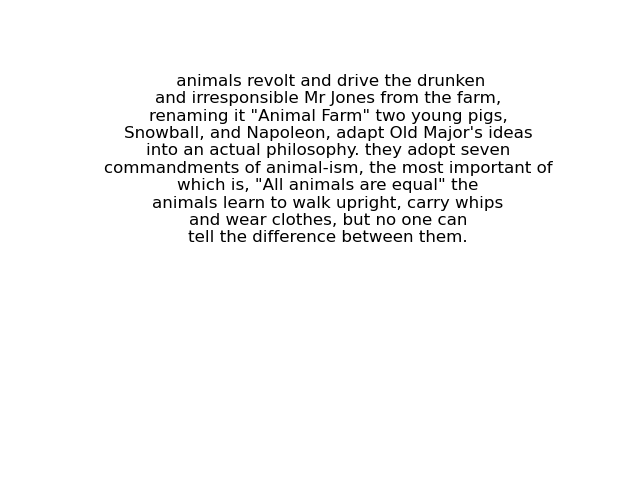 animals revolt and drive the drunken
and irresponsible Mr Jones from the farm,
renaming it "Animal Farm" two young pigs,
Snowball, and Napoleon, adapt Old Major's ideas
into an actual philosophy. they adopt seven
commandments of animal-ism, the most important of
which is, "All animals are equal" the
animals learn to walk upright, carry whips
and wear clothes, but no one can
tell the difference between them.